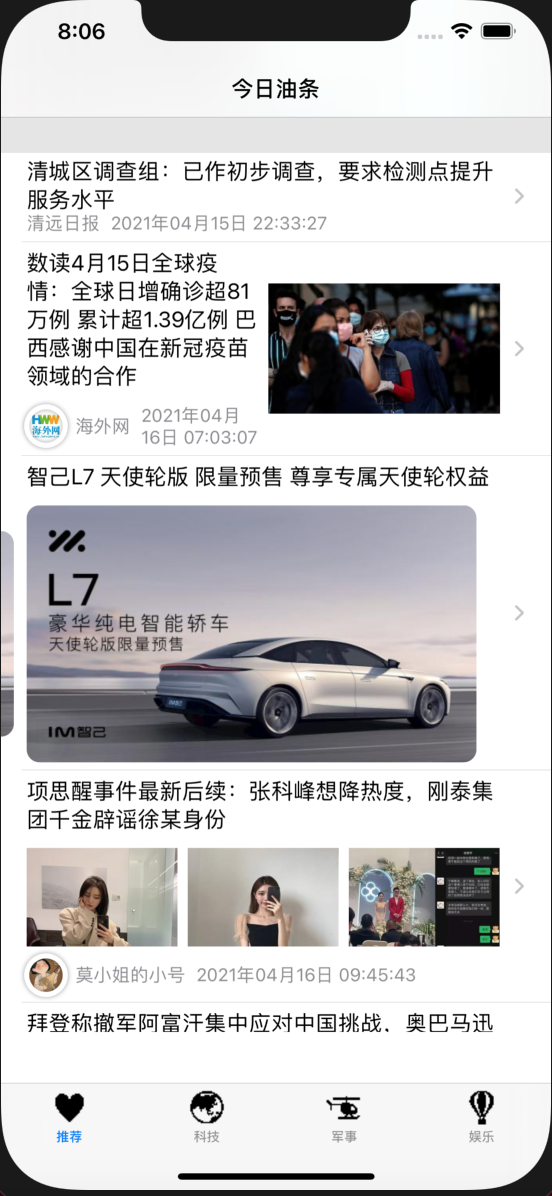 8:06
今日油条
清城区调查组：已作初步调查，要求检测点提升
服务水平
清远日报 2021年04月15日 22:33:27
数读4月15日全球疫
情：全球日增确诊超81
万例 累计超1.39亿例 巴
西感谢中国在新冠疫苗
领域的合作
HWW
海外网
海外网
2021年04月
16日 07:03:07
智己L7 天使轮版 限量预售 尊享专属天使轮权益
L7
豪华纯电智能轿车
天使轮版限量预售
IM智己
项思醒事件最新后续：张科峰想降热度，刚泰集
团千金辟谣徐某身份
莫小姐的小号 2021年04月16日 09:45:43
拜登称撤军阿富汗集中应对中国挑战，奥巴马迅
推荐
科技
军事
娱乐